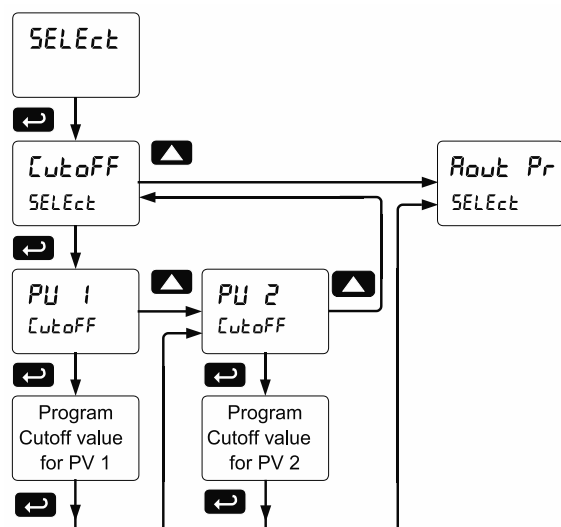 SELEct
CutoFF
SELEct
Aout Pr
SELEct
PU 1
CutoFF
PU 2
CutoFF
Program
Cutoff value
for PV 1
Program
Cutoff value
for PV 2